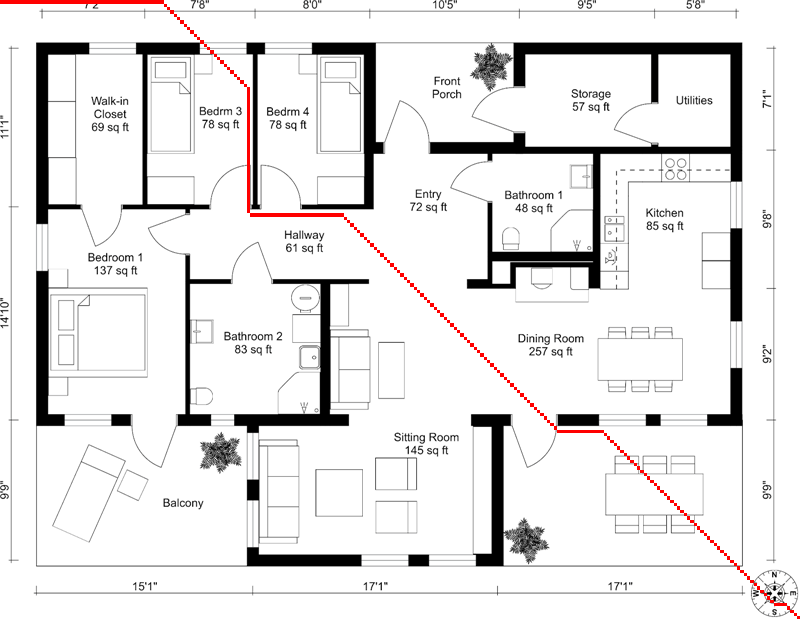 7'2" 7'8" 8'0" 10'5" 9'5" 5'8"
11'1"
Walk-in
Closet
69 sq ft
Bedrm 3
78 sq ft
Bedrm 4
78 sq ft
Front
Porch
Storage
57 sq ft
Utilities
7'1"
Entry
72 sq ft
Bathroom 1
48 sq ft
Kitchen
85 sq ft
9'8"
Hallway
61 sq ft
Bedroom 1
137 sq ft
14'10"
Bathroom 2
83 sq ft
Dining Room
257 sq ft
9'2"
Sitting Room
145 sq ft
Balcony
9'9"
9'9"
15'1" 17'1" 17'1"
N
W E
S